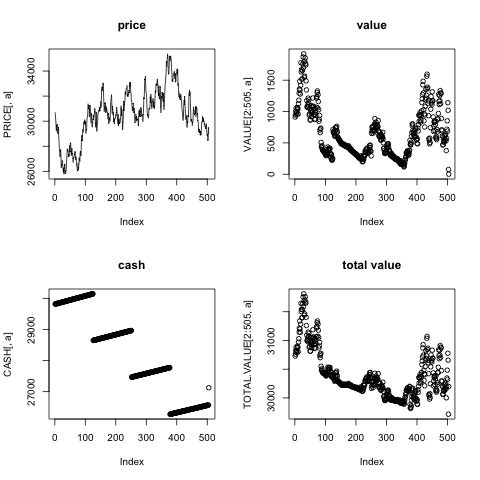 price
value
PRICE[, a]
26000
30000
34000
0 100 200 300 400 500
Index
VALUE[2:505, a]
0
500
1000
1500
0 100 200 300 400 500
Index
cash
total value
CASH[, a]
27000
29000
0 100 200 300 400 500
Index
TOTAL.VALUE[2:505, a]
30000
31000
0 100 200 300 400 500
Index